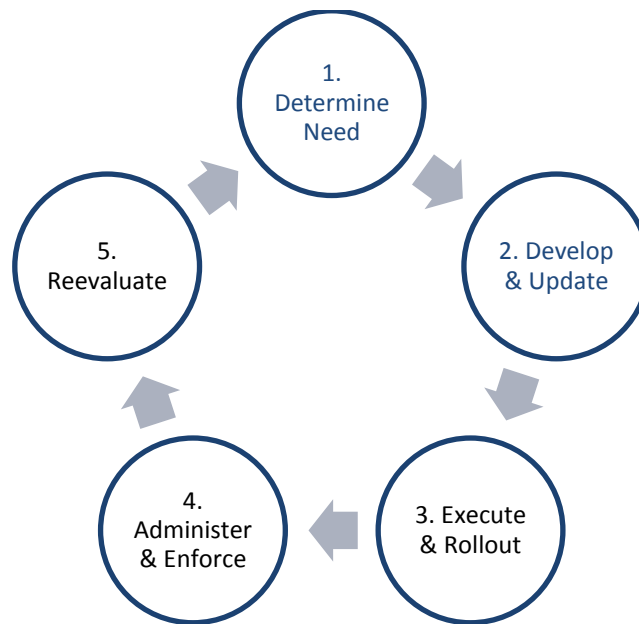 1.
Determine
Need
2. Develop
& Update
3. Execute
& Rollout
4.
Administer
& Enforce
5.
Reevaluate